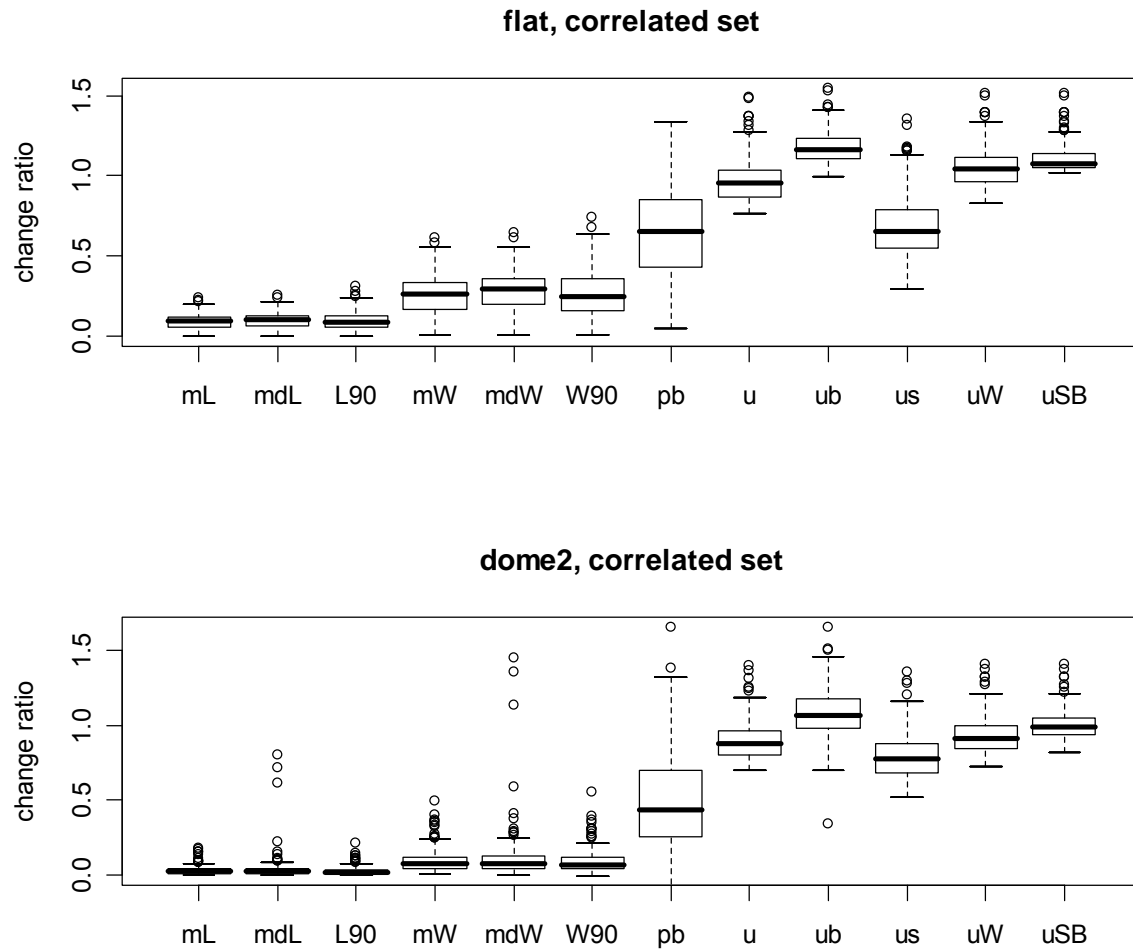 flat, correlated set
change ratio
1.5
1.0
0.5
0.0
mL mdL L90 mW mdW W90 pb u ub us uW uSB
dome2, correlated set
change ratio
1.5
1.0
0.5
0.0
mL mdL L90 mW mdW W90 pb u ub us uW uSB